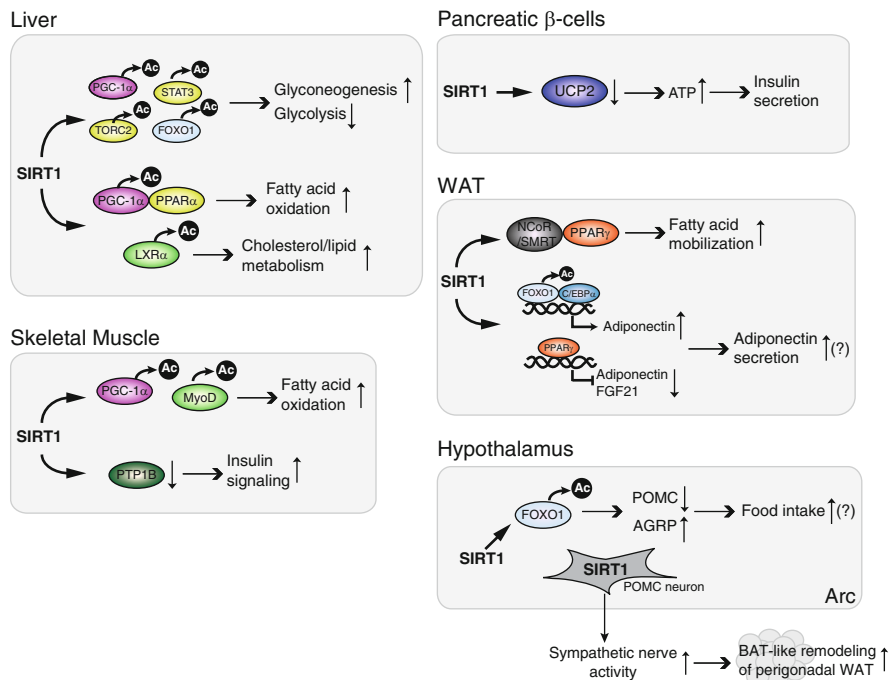 Liver
Ac
Ac
PGC-1α
STAT3
Ac
Ac
TORC2
FOXO1
Glyconeogenesis
Glycolysis
SIRT1
Ac
PGC-1α
PPARα
Fatty acid
oxidation
Ac
LXRα
Cholesterol/lipid
metabolism
Skeletal Muscle
Ac
Ac
PGC-1α
MyoD
Fatty acid
oxidation
SIRT1
PTP1B
Insulin
signaling
Pancreatic β-cells
SIRT1
UCP2
ATP
Insulin
secretion
WAT
NCoR
/SMRT
PPARγ
Fatty acid
mobilization
SIRT1
Ac
FOXO1
C/EBPα
Adiponectin
PPARγ
Adiponectin
FGF21
Adiponectin
secretion
(?)
Hypothalamus
Ac
FOXO1
POMC
AGRP
Food intake
(?)
SIRT1
SIRT1
POMC neuron
Arc
Sympathetic nerve
activity
BAT-like remodeling
of perigonadal WAT